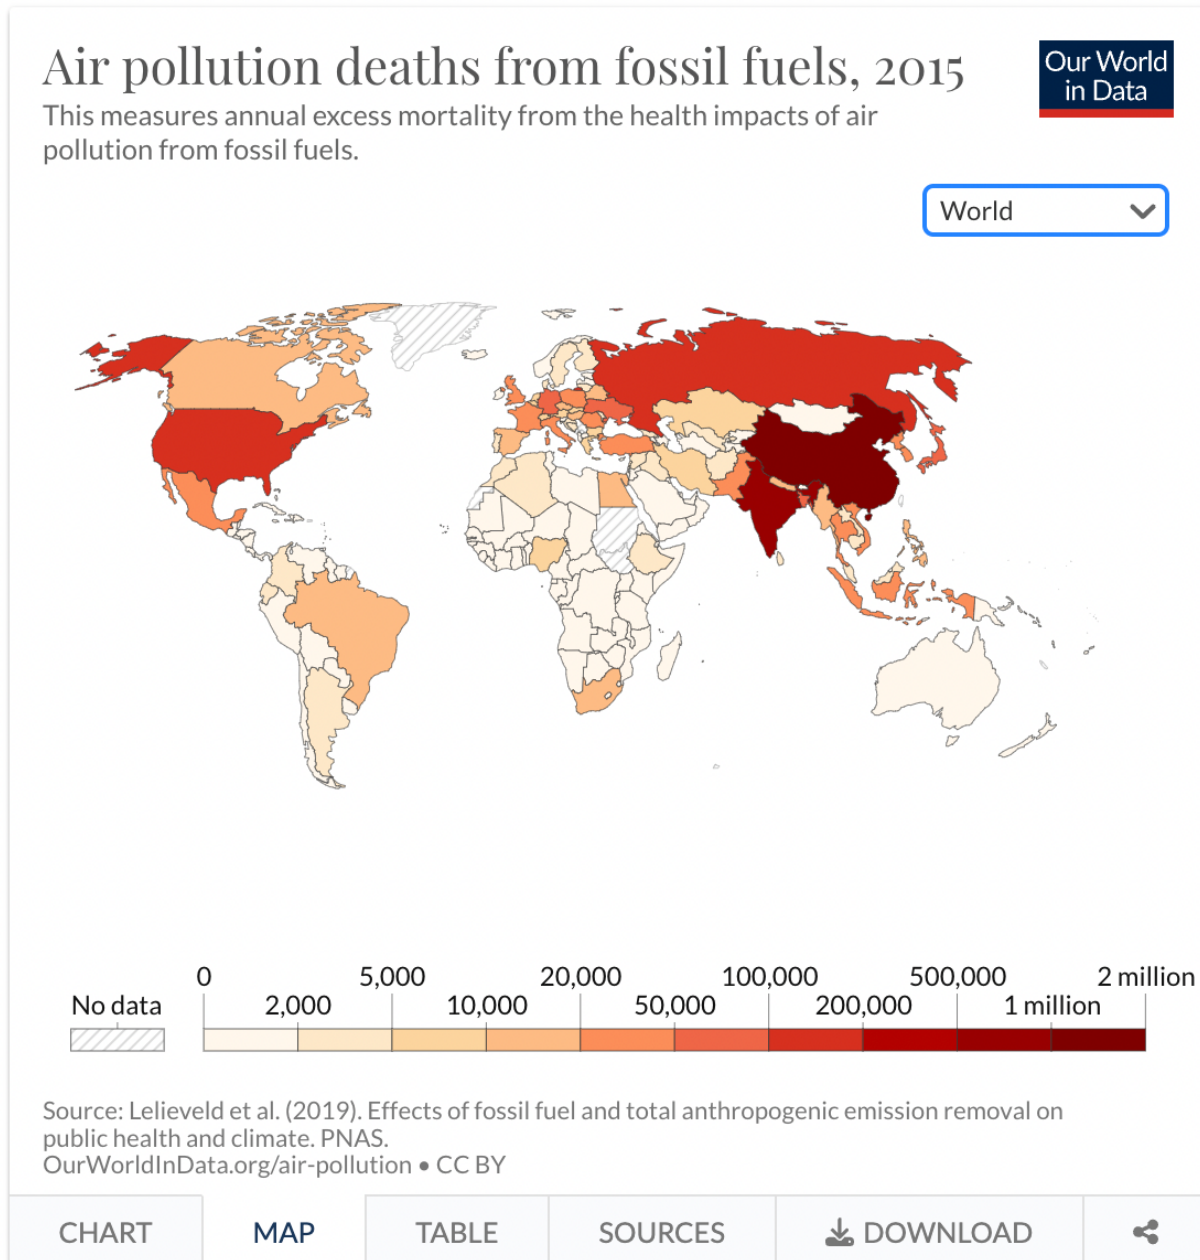 Air pollution deaths from fossil fuels, 2015
Our World
in Data
This measures annual excess mortality from the health impacts of air
pollution from fossil fuels.
World
0 5,000 20,000 100,000 500,000 2 million
No data 2,000 10,000 50,000 200,000 1 million
Source: Lelieveld et al. (2019). Effects of fossil fuel and total anthropogenic emission removal on
public health and climate. PNAS.
OurWorldInData.org/air-pollution • CC BY
CHART MAP TABLE SOURCES DOWNLOAD